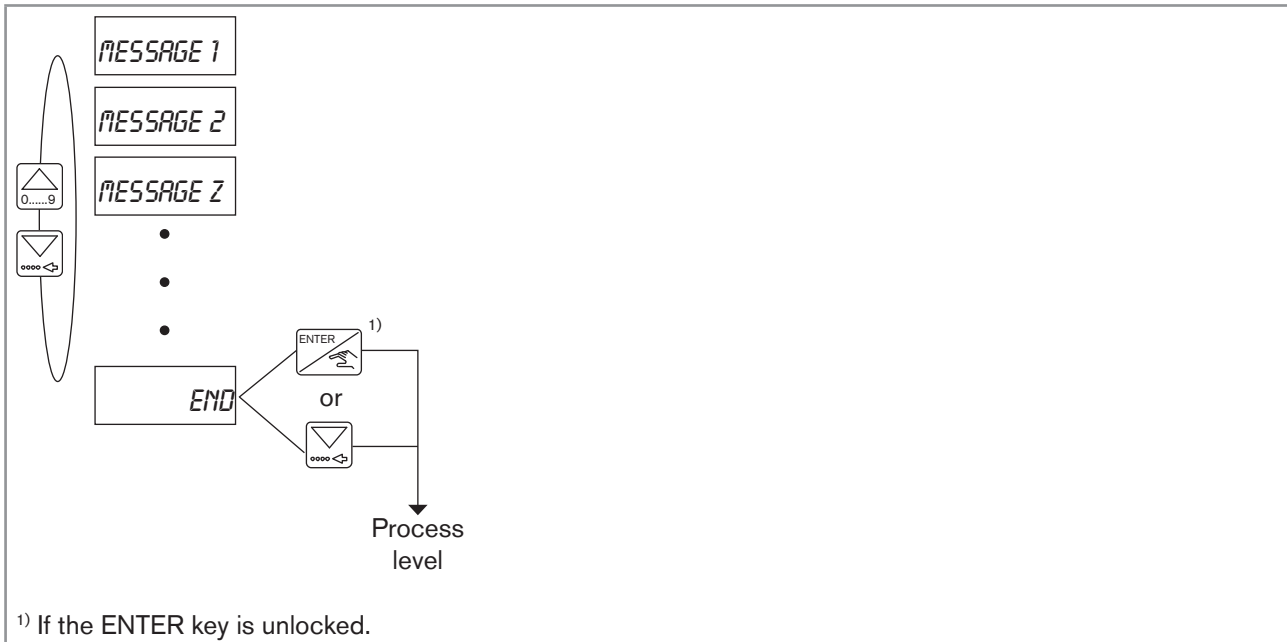 MESSAGE 1
MESSAGE 2
MESSAGE Z
0......9
END
ENTER
1)
or
Process
level
1) If the ENTER key is unlocked.